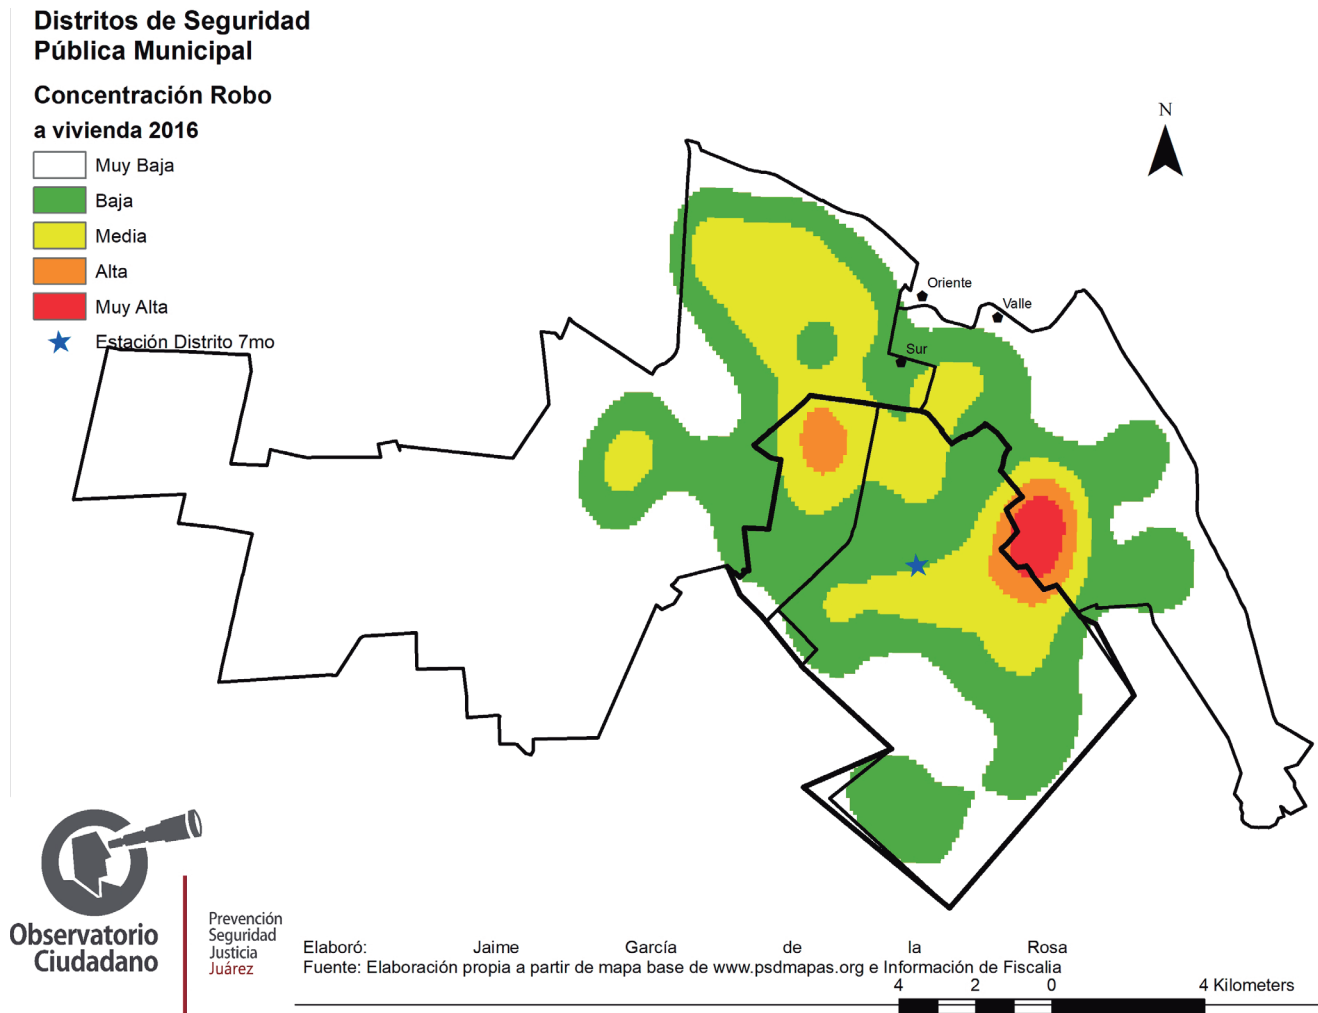 Distritos de Seguridad
Pública Municipal
Concentración Robo
a vivienda 2016
Muy Baja
Baja
Media
Alta
Muy Alta
Estación Distrito 7mo
N
Oriente
Valle
Sur
Observatorio
Ciudadano
Prevención
Seguridad
Justicia
Juárez
Elaboró: Jaime García de la Rosa
Fuente: Elaboración propia a partir de mapa base de www.psdmapas.org e Información de Fiscalia
4 2 0 4 Kilometers